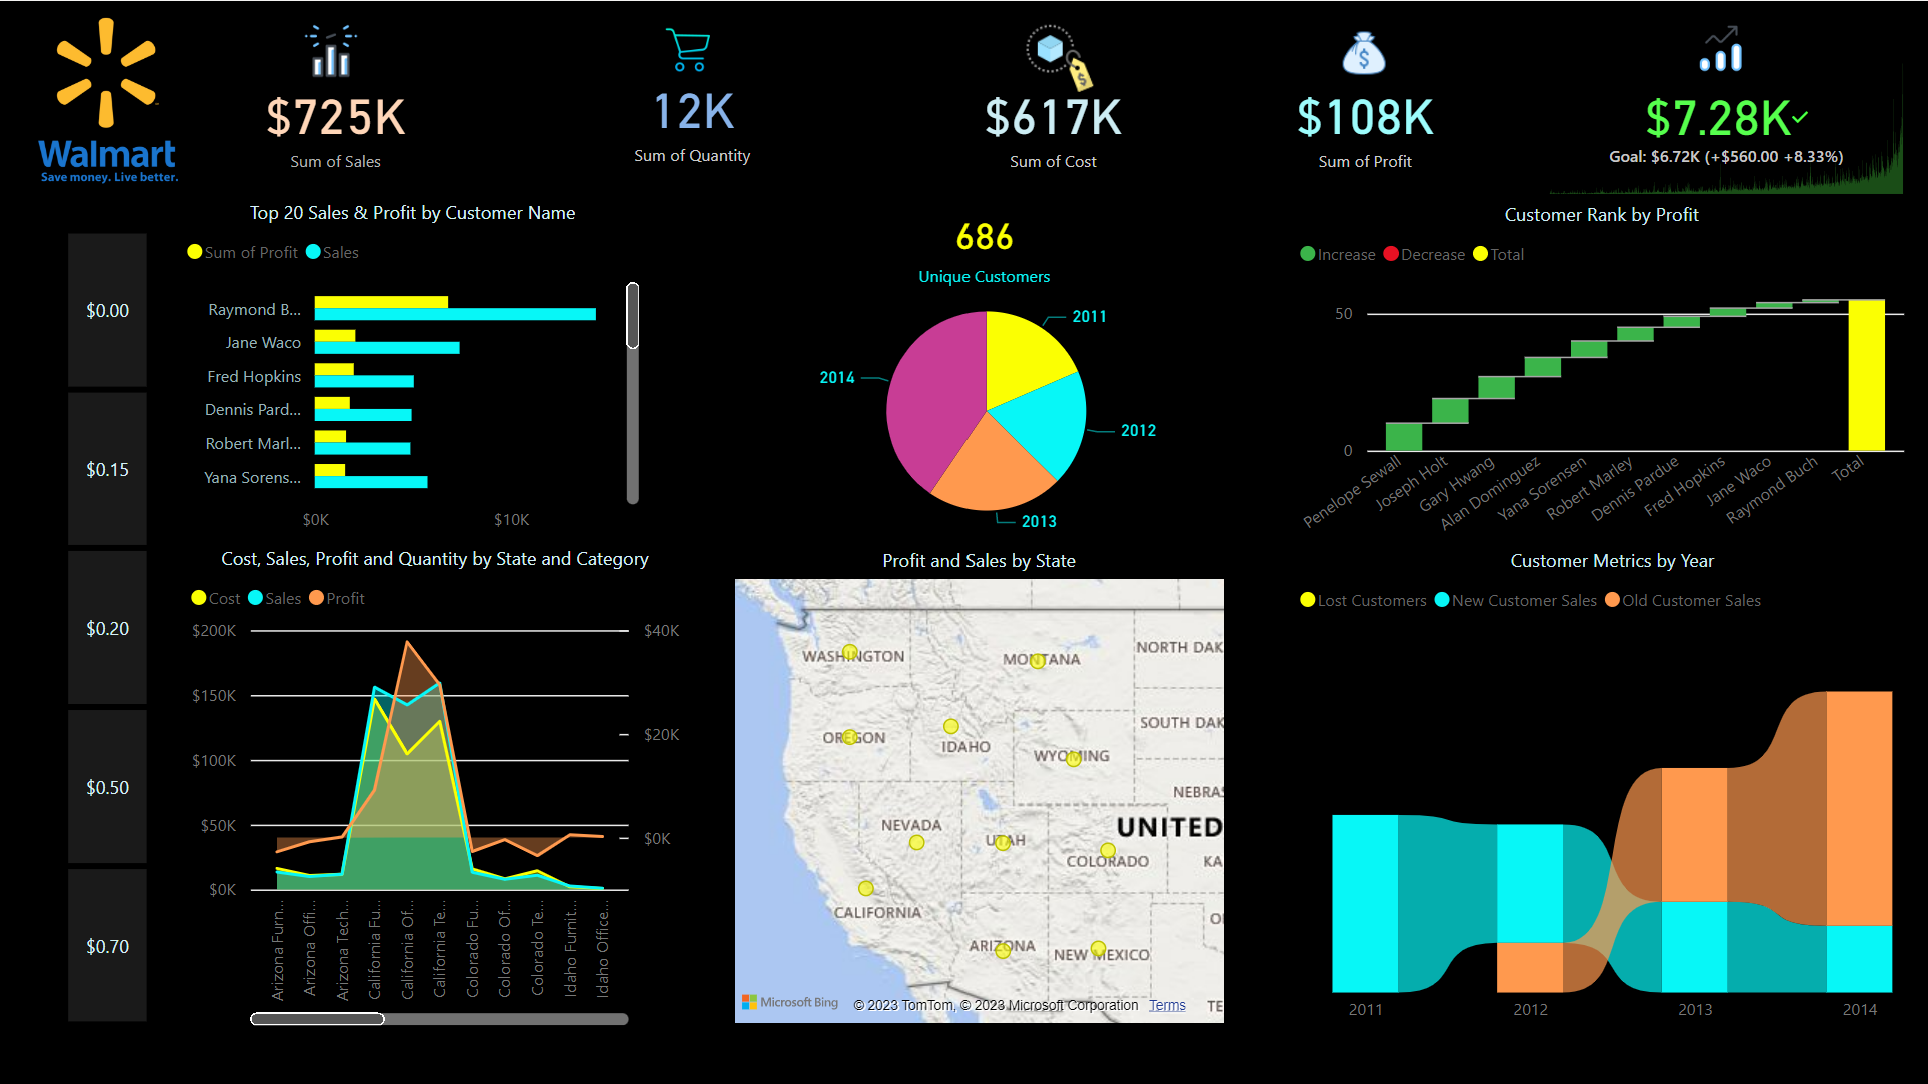 Walmart
Save money. Live better.
$725K
Sum of Sales
12K
Sum of Quantity
$617K
Sum of Cost
$108K
Sum of Profit
$7.28K
Goal: $6.72K (+$560.00 +8.33%)
$0.00
$0.15
$0.20
$0.50
$0.70
Top 20 Sales & Profit by Customer Name
Sum of Profit Sales
Raymond B...
Jane Waco
Fred Hopkins
Dennis Pard...
Robert Marl...
Yana Sorens...
$0K $10K
686
Unique Customers
2011
2014
2012
2013
Customer Rank by Profit
Increase Decrease Total
50
0
Penelope Sewall
Joseph Holt
Gary Hwang
Alan Dominguez
Yana Sorensen
Robert Marley
Dennis Pardue
Fred Hopkins
Jane Waco
Raymond Buch
Total
Cost, Sales, Profit and Quantity by State and Category
Cost Sales Profit
$200K
$150K
$100K
$50K
$0K
$40K
$20K
$0K
Arizona Furn...
Arizona Offi...
Arizona Tech...
California Fu...
California Of...
California Te...
Colorado Fu...
Colorado Of...
Colorado Te...
Idaho Furnit...
Idaho Office...
Profit and Sales by State
WASHINGTON
MONTANA
NORTH DAK
OREGON
IDAHO
SOUTH DAK
WYOMING
NEBRAS
NEVADA
UTAH
UNITED
COLORADO
KA
CALIFORNIA
ARIZONA
NEW MEXICO
O
TE
Microsoft Bing
© 2023 TomTom, © 2023 Microsoft Corporation Terms
Customer Metrics by Year
Lost Customers New Customer Sales Old Customer Sales
2011 2012 2013 2014